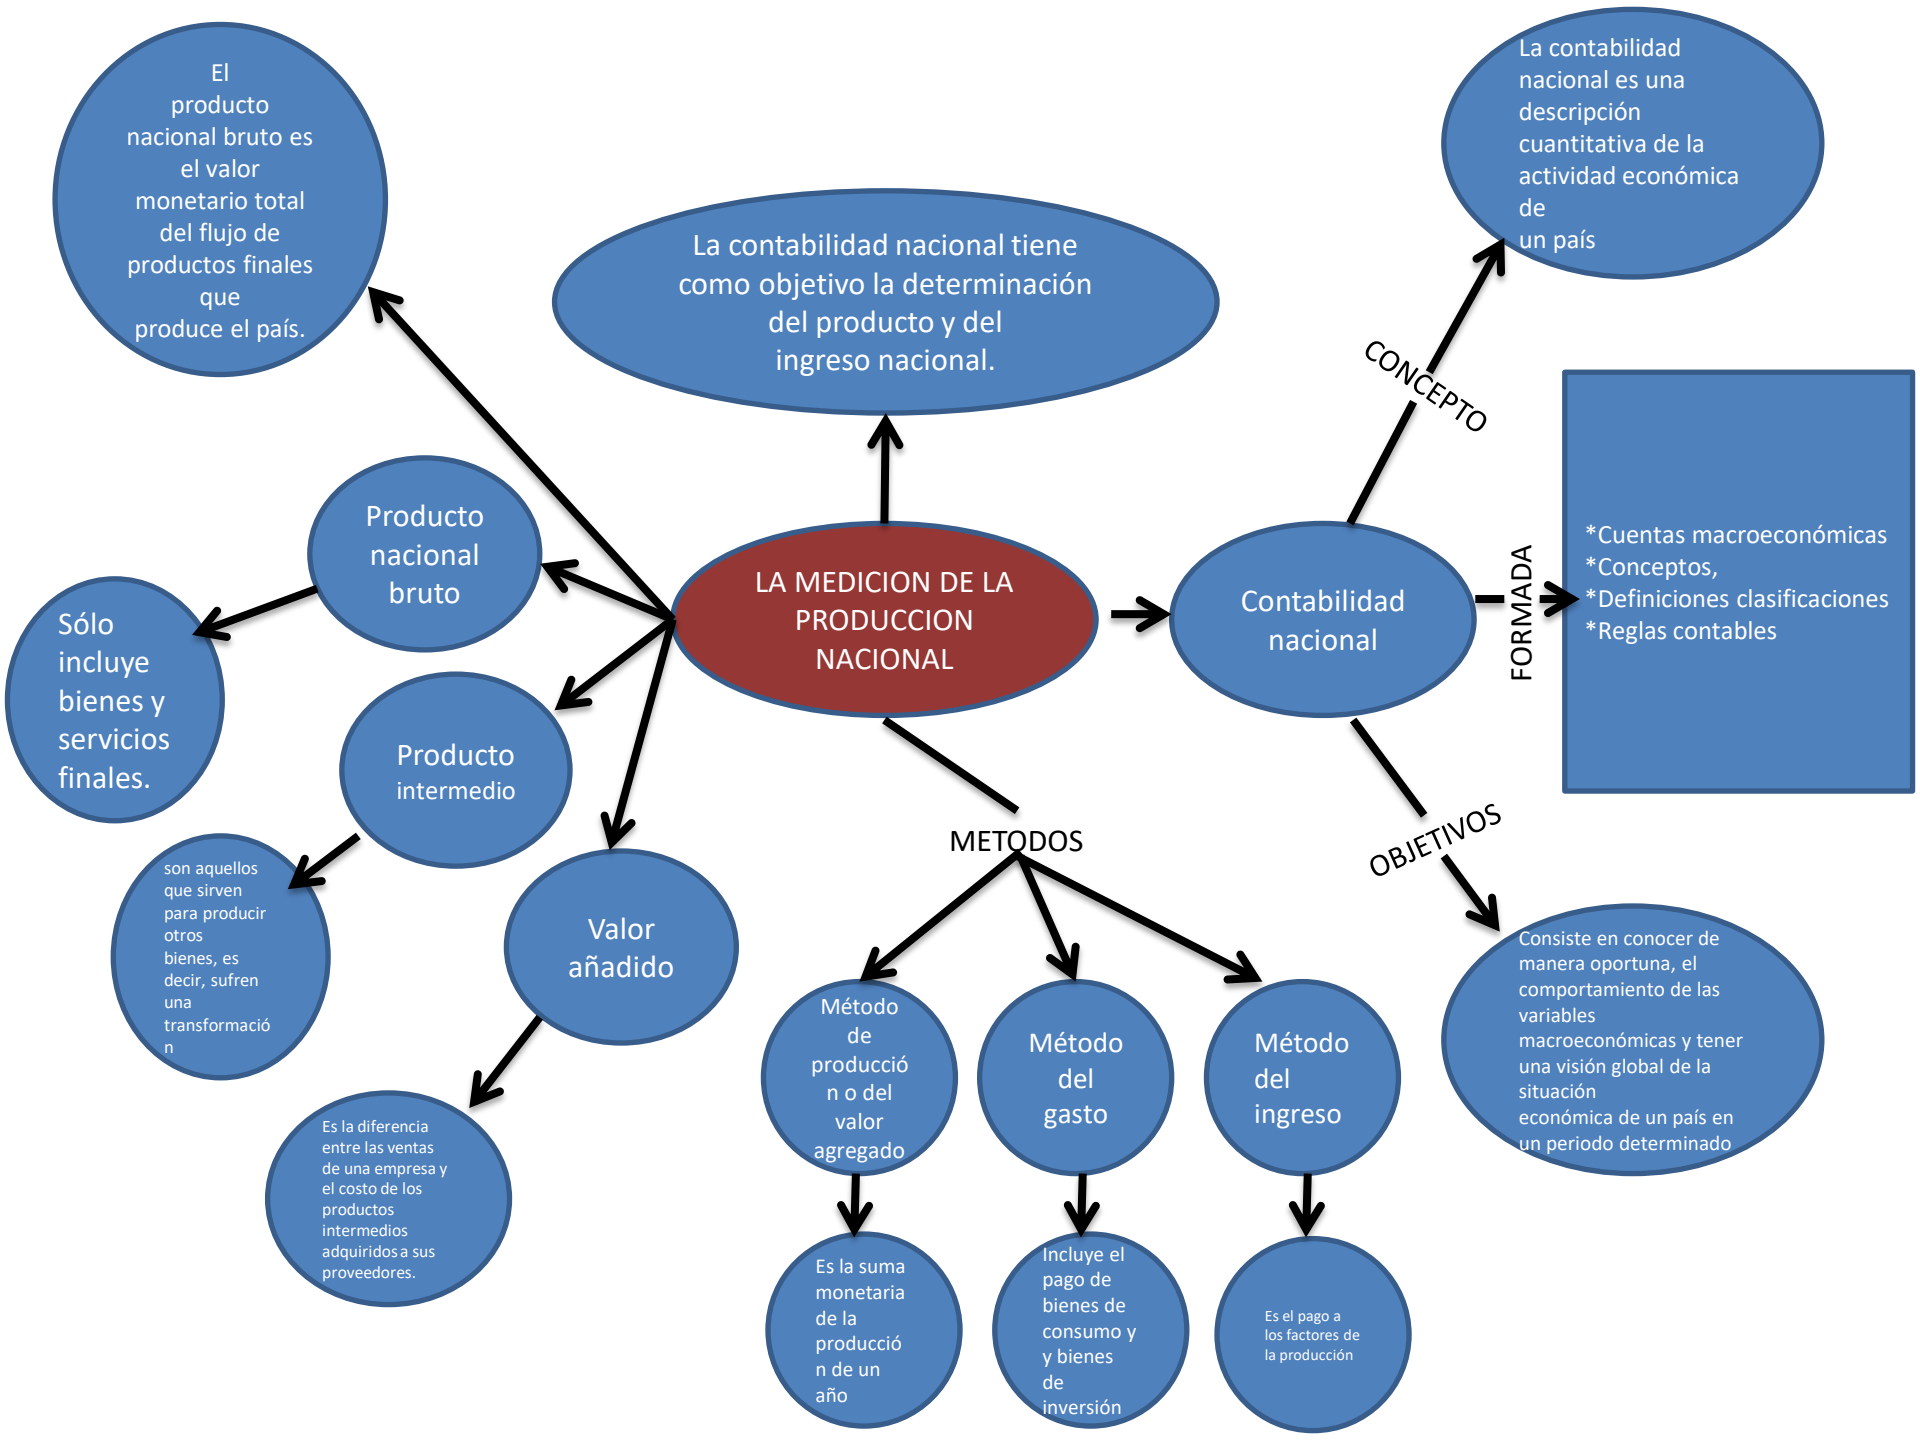 El
producto
nacional bruto es
el valor
monetario total
del flujo de
productos finales
que
produce el país.
La contabilidad nacional tiene
como objetivo la determinación
del producto y del
ingreso nacional.
La contabilidad
nacional es una
descripción
cuantitativa de la
actividad económica
de
un país
CONCEPTO
Producto
nacional
bruto
Sólo
incluye
bienes y
servicios
finales.
LA MEDICION DE LA
PRODUCCION
NACIONAL
Contabilidad
nacional
FORMADA
*Cuentas macroeconómicas
*Conceptos,
*Definiciones clasificaciones
*Reglas contables
Producto
intermedio
son aquellos
que sirven
para producir
otros
bienes, es
decir, sufren
una
transformació
n
Valor
añadido
Es la diferencia
entre las ventas
de una empresa y
el costo de los
productos
intermedios
adquiridos a sus
proveedores.
METODOS
Método
de
producció
n o del
valor
agregado
Método
del
gasto
Método
del
ingreso
Es la suma
monetaria
de la
producció
n de un
año
Incluye el
pago de
bienes de
consumo y
y bienes
de
inversión
Es el pago a
los factores de
la producción
OBJETIVOS
Consiste en conocer de
manera oportuna, el
comportamiento de las
variables
macroeconómicas y tener
una visión global de la
situación
económica de un país en
un periodo determinado